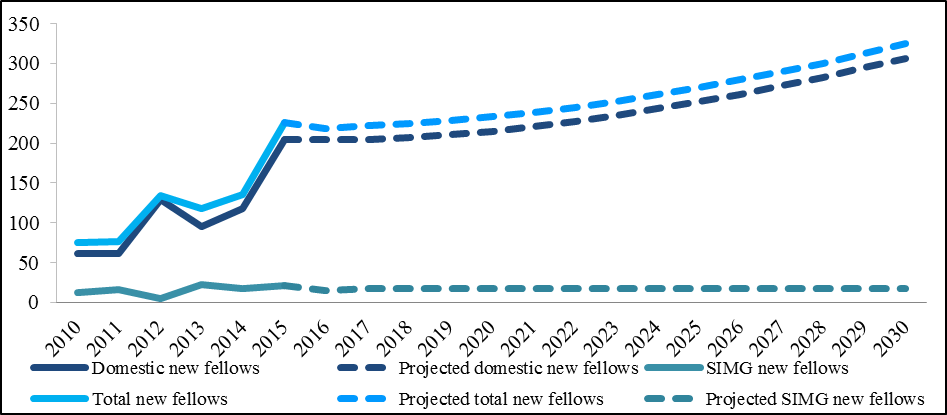 350
300
250
200
150
100
50
0
2010 2011 2012 2013 2014 2015 2016 2017 2018 2019 2020 2021 2022 2023 2024 2025 2026 2027 2028 2029 2030
Domestic new fellows Projected domestic new fellows SIMG new fellows
Total new fellows Projected total new fellows Projected SIMG new fellows